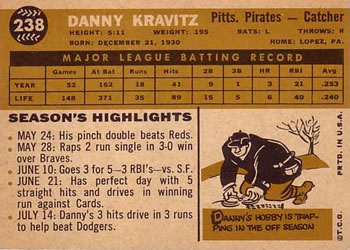 238
DANNY KRAVITZ
Pitts. Pirates — Catcher
HEIGHT: 5:11 WEIGHT: 195 BATS: L THROWS: R
BORN: DECEMBER 21, 1930 HOME: LOPEZ, PA.
MAJOR LEAGUE BATTING RECORD
Games AB Runs Hits 2B 3B HR RBI Avg.
YEAR 52 162 18 41 9 1 3 21 .253
LIFE 148 371 35 89 12 5 9 39 .240
SEASON'S HIGHLIGHTS
MAY 24: His pinch double beats Reds.
MAY 28: Raps 2 run single in 3-0 win
over Braves.
JUNE 10: Goes 3 for 5—3 RBI's—vs. S.F.
JUNE 21: Has perfect day with 5
straight hits and drives in winning
run against Cards.
JULY 14: Danny's 3 hits drive in 3 runs
to help beat Dodgers.
DANNY'S HOBBY IS TRAP-
PING IN THE OFF SEASON
©T.C.G. PRTD. IN U.S.A.